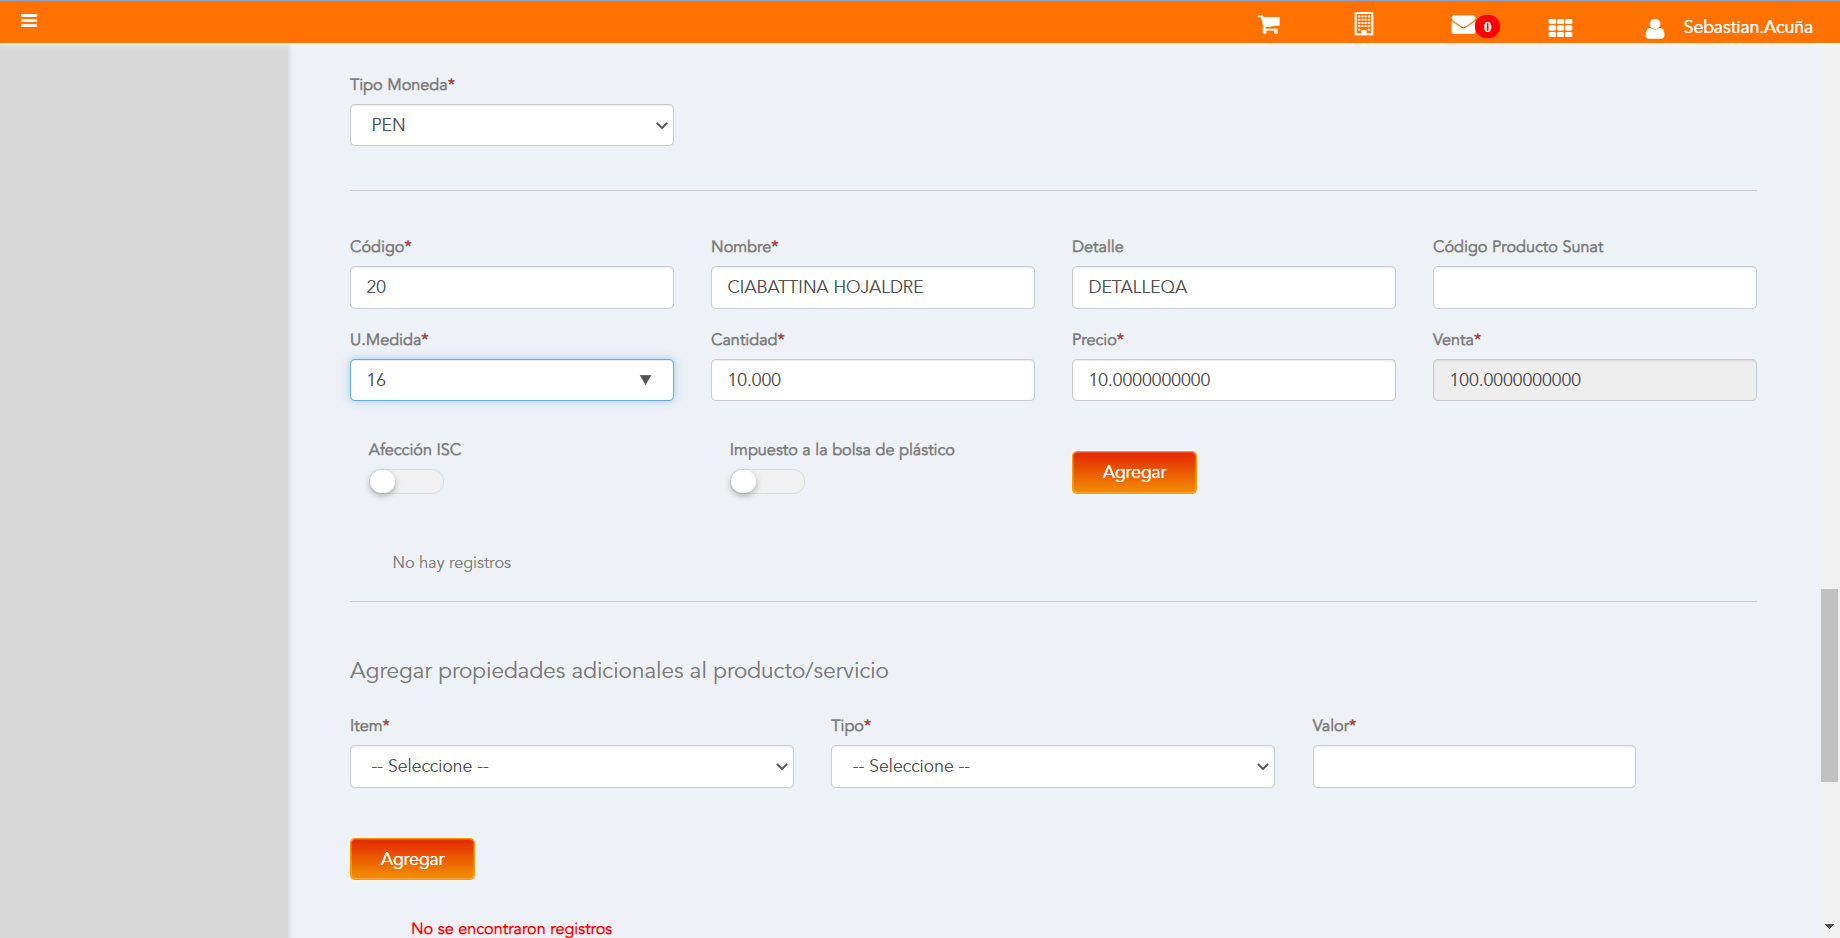 0
Sebastian.Acuña
Tipo Moneda*
PEN
Código*
Nombre*
Detalle
Código Producto Sunat
20
CIABATTINA HOJALDRE
DETALLEQA
U.Medida*
Cantidad*
Precio*
Venta*
16
10.000
10.0000000000
100.0000000000
Afección ISC
Impuesto a la bolsa de plástico
Agregar
No hay registros
Agregar propiedades adicionales al producto/servicio
Item*
Tipo*
Valor*
-- Seleccione --
-- Seleccione --
Agregar
No se encontraron registros